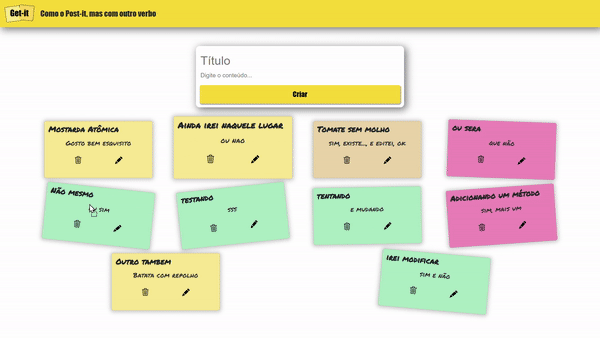 Get-it Como o Post-it, mas com outro verbo
Título
Digite o conteúdo...
Criar
Mostarda Atômica
Gosto bem esquisito
Ainda irei naquele lugar
ou nao
Tomate sem molho
sim, existe..., e editei, ok
ou sera
que não
Não mesmo
sim
testando
sss
tentando
e mudando
Adicionando um método
sim, mais um
Outro tambem
Batata com repolho
irei modificar
sim e não